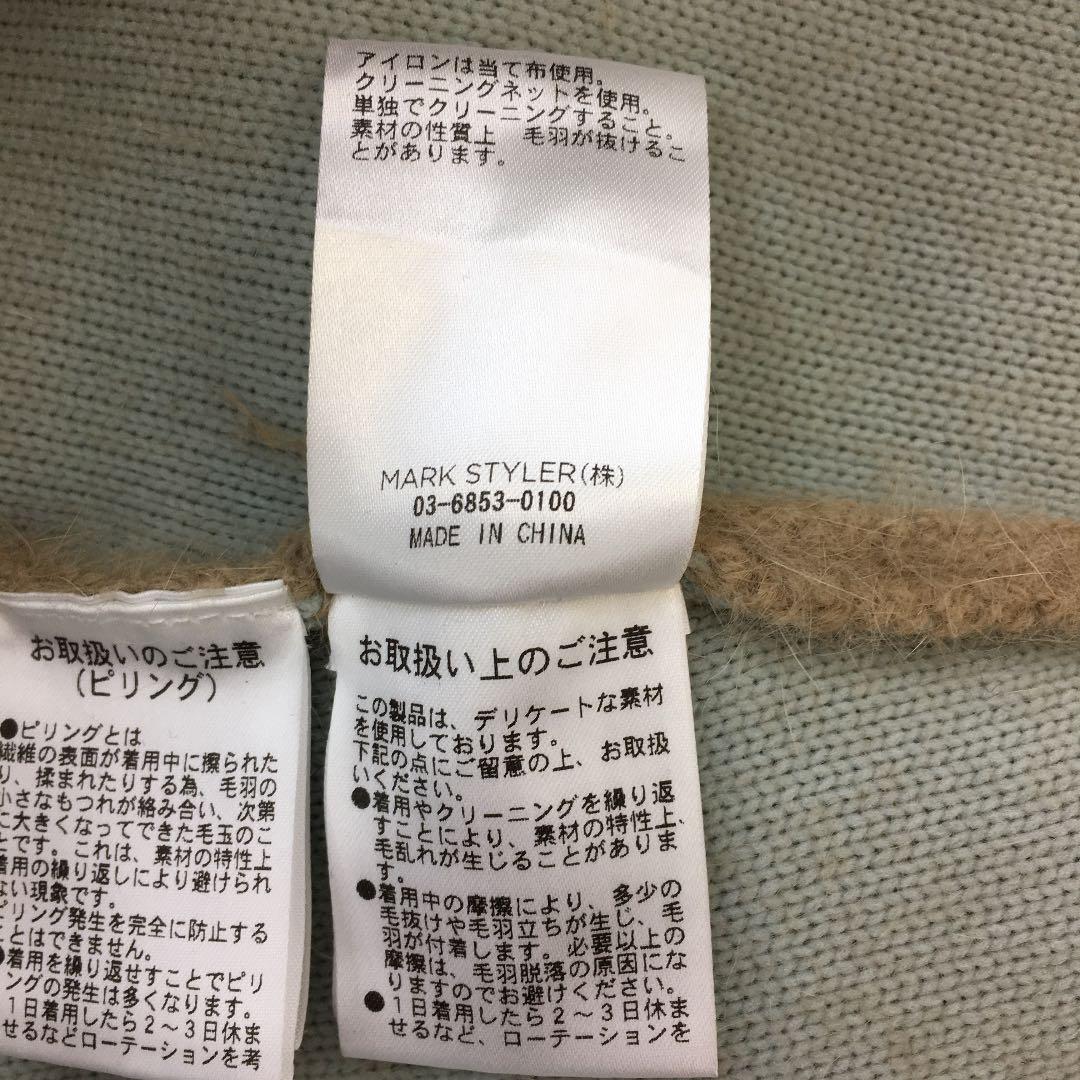 アイロンは当て布使用。
クリーニングネットを使用。
単独でクリーニングすること。
素材の性質上　毛羽が抜けるこ
とがあります。
MARK STYLER(株)
03-6853-0100
MADE IN CHINA
お取扱い上のご注意
この製品は、デリケートな素材
を使用しております。
下記の点にご留意の上、お取扱
いください。
●着用やクリーニングを繰り返
すことにより、素材の特性上、
毛乱れが生じることがありま
す。
●着用中の摩擦により、多少の
毛抜けや毛羽立ちが生じ、毛
羽が付着します。必要以上の
摩擦は、毛羽脱落の原因にな
りますのでお避けください。
●1日着用したら2～3日休ま
せるなど、ローテーションを
お取扱いのご注意
(ピリング)
●ピリングとは
繊維の表面が着用中に擦られた
り、揉まれたりする為、毛羽の
小さなもつれが絡み合い、次第
に大きくなってできた毛玉のこ
とです。これは、素材の特性上
着用の繰り返しにより避けられ
ない現象です。
ピリング発生を完全に防止する
ことはできません。
●着用を繰り返せすことでピリ
ングの発生は多くなります。
1日着用したら2～3日休ま
せるなどローテーションを考